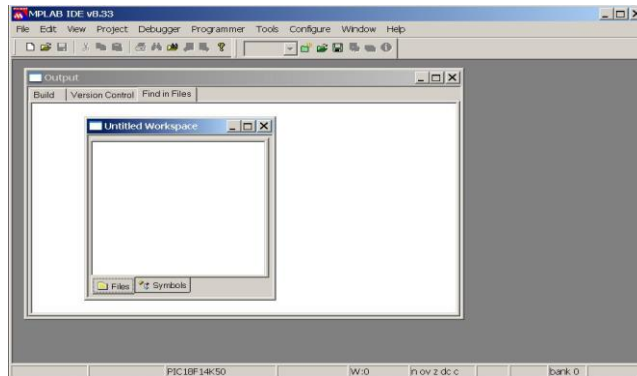 MPLAB IDE v8.33
File Edit View Project Debugger Programmer Tools Configure Window Help
Output
Build Version Control Find in Files
Untitled Workspace
Files Symbols
PIC18F14K50 W:0 n ov z dc c bank 0